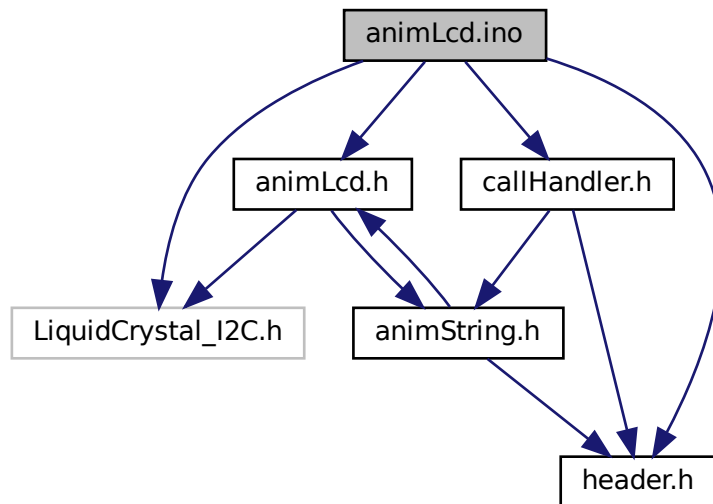 animLcd.ino
animLcd.h
callHandler.h
LiquidCrystal_I2C.h
animString.h
header.h